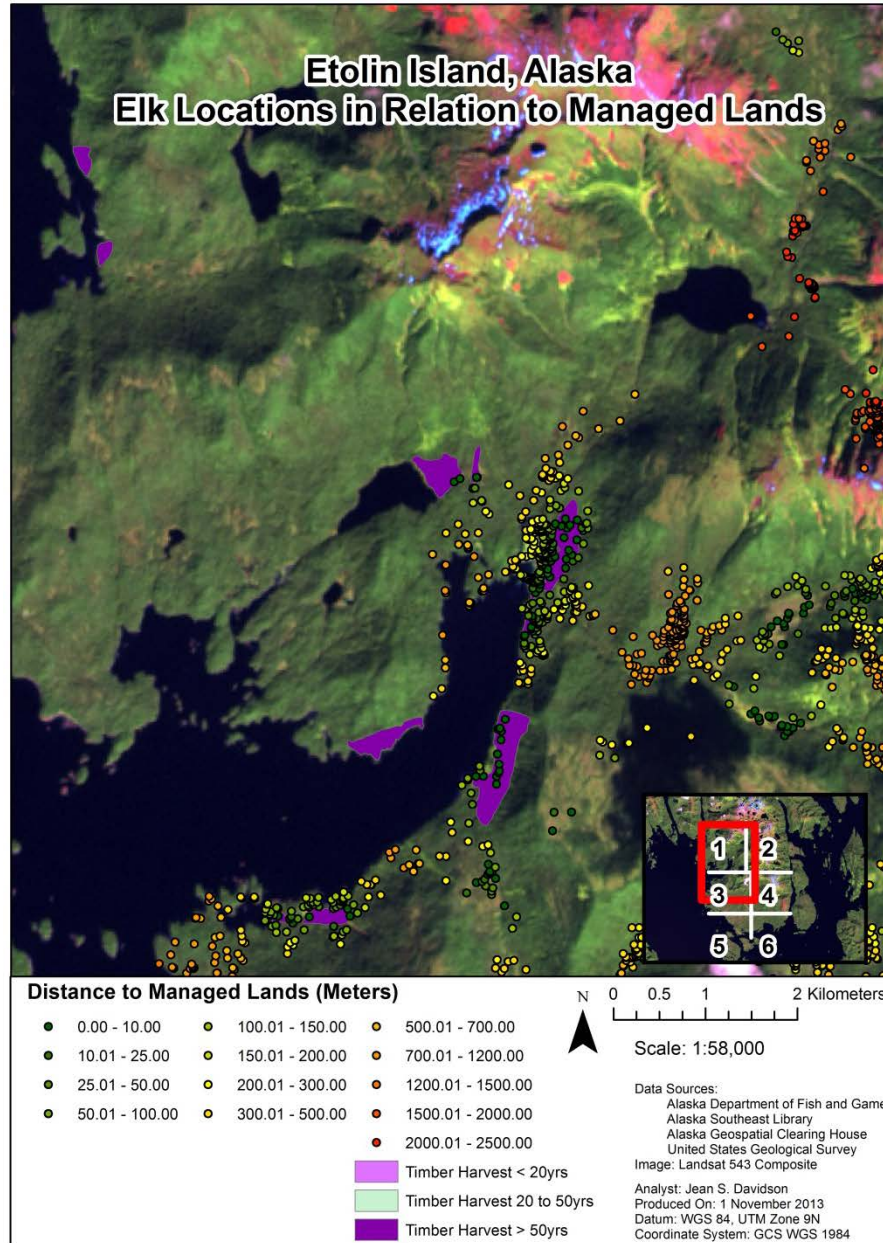 Etolin Island, Alaska
Elk Locations in Relation to Managed Lands
1 2
3 4
5 6
Distance to Managed Lands (Meters)
0.00 - 10.00
10.01 - 25.00
25.01 - 50.00
50.01 - 100.00
100.01 - 150.00
150.01 - 200.00
200.01 - 300.00
300.01 - 500.00
500.01 - 700.00
700.01 - 1200.00
1200.01 - 1500.00
1500.01 - 2000.00
2000.01 - 2500.00
Timber Harvest < 20yrs
Timber Harvest 20 to 50yrs
Timber Harvest > 50yrs
N
0 0.5 1 2 Kilometers
Scale: 1:58,000
Data Sources:
Alaska Department of Fish and Game
Alaska Southeast Library
Alaska Geospatial Clearing House
United States Geological Survey
Image: Landsat 543 Composite
Analyst: Jean S. Davidson
Produced On: 1 November 2013
Datum: WGS 84, UTM Zone 9N
Coordinate System: GCS WGS 1984